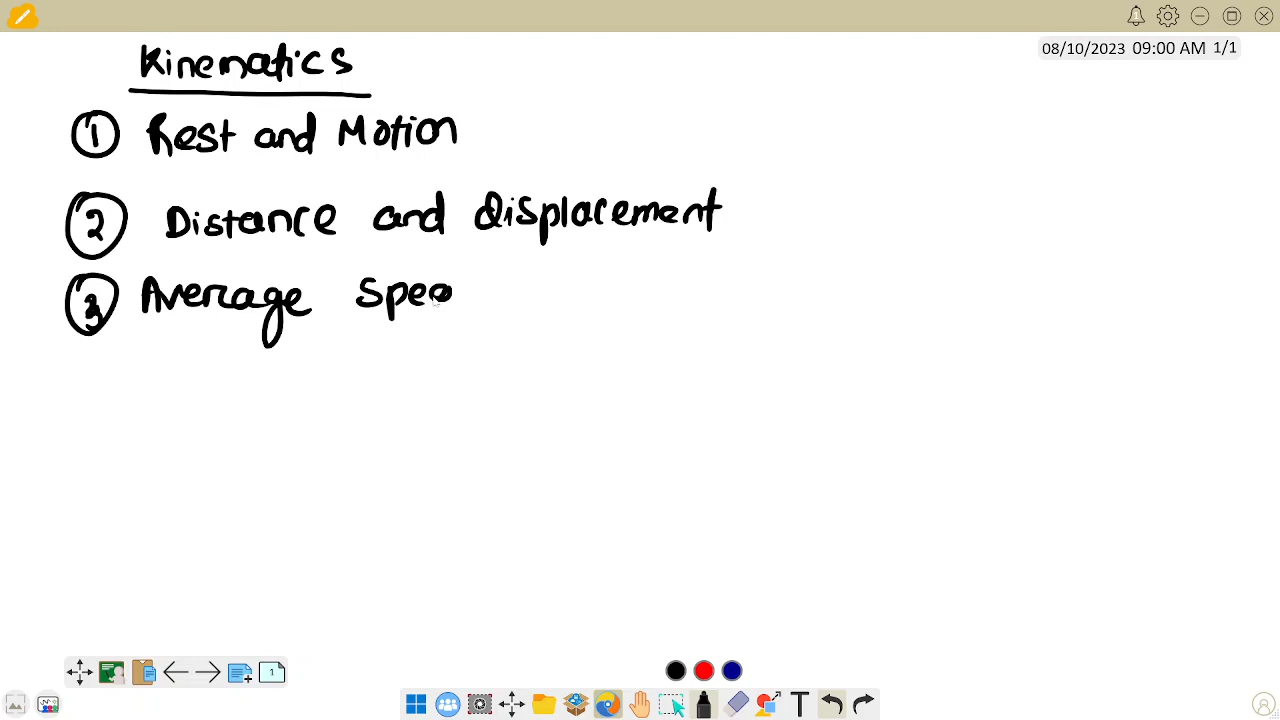 08/10/2023 09:00 AM 1/1
Kinematics
1 Rest and Motion
2 Distance and displacement
3 Average Spee
1
T